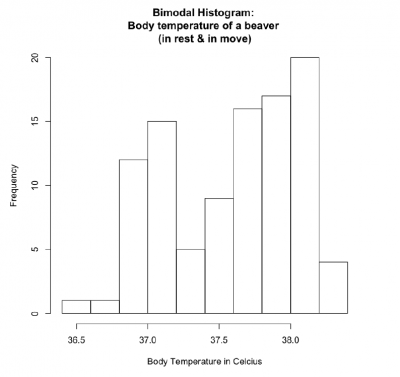 Bimodal Histogram:
Body temperature of a beaver
(in rest & in move)
20
15
10
5
0
Frequency
36.5 37.0 37.5 38.0
Body Temperature in Celcius